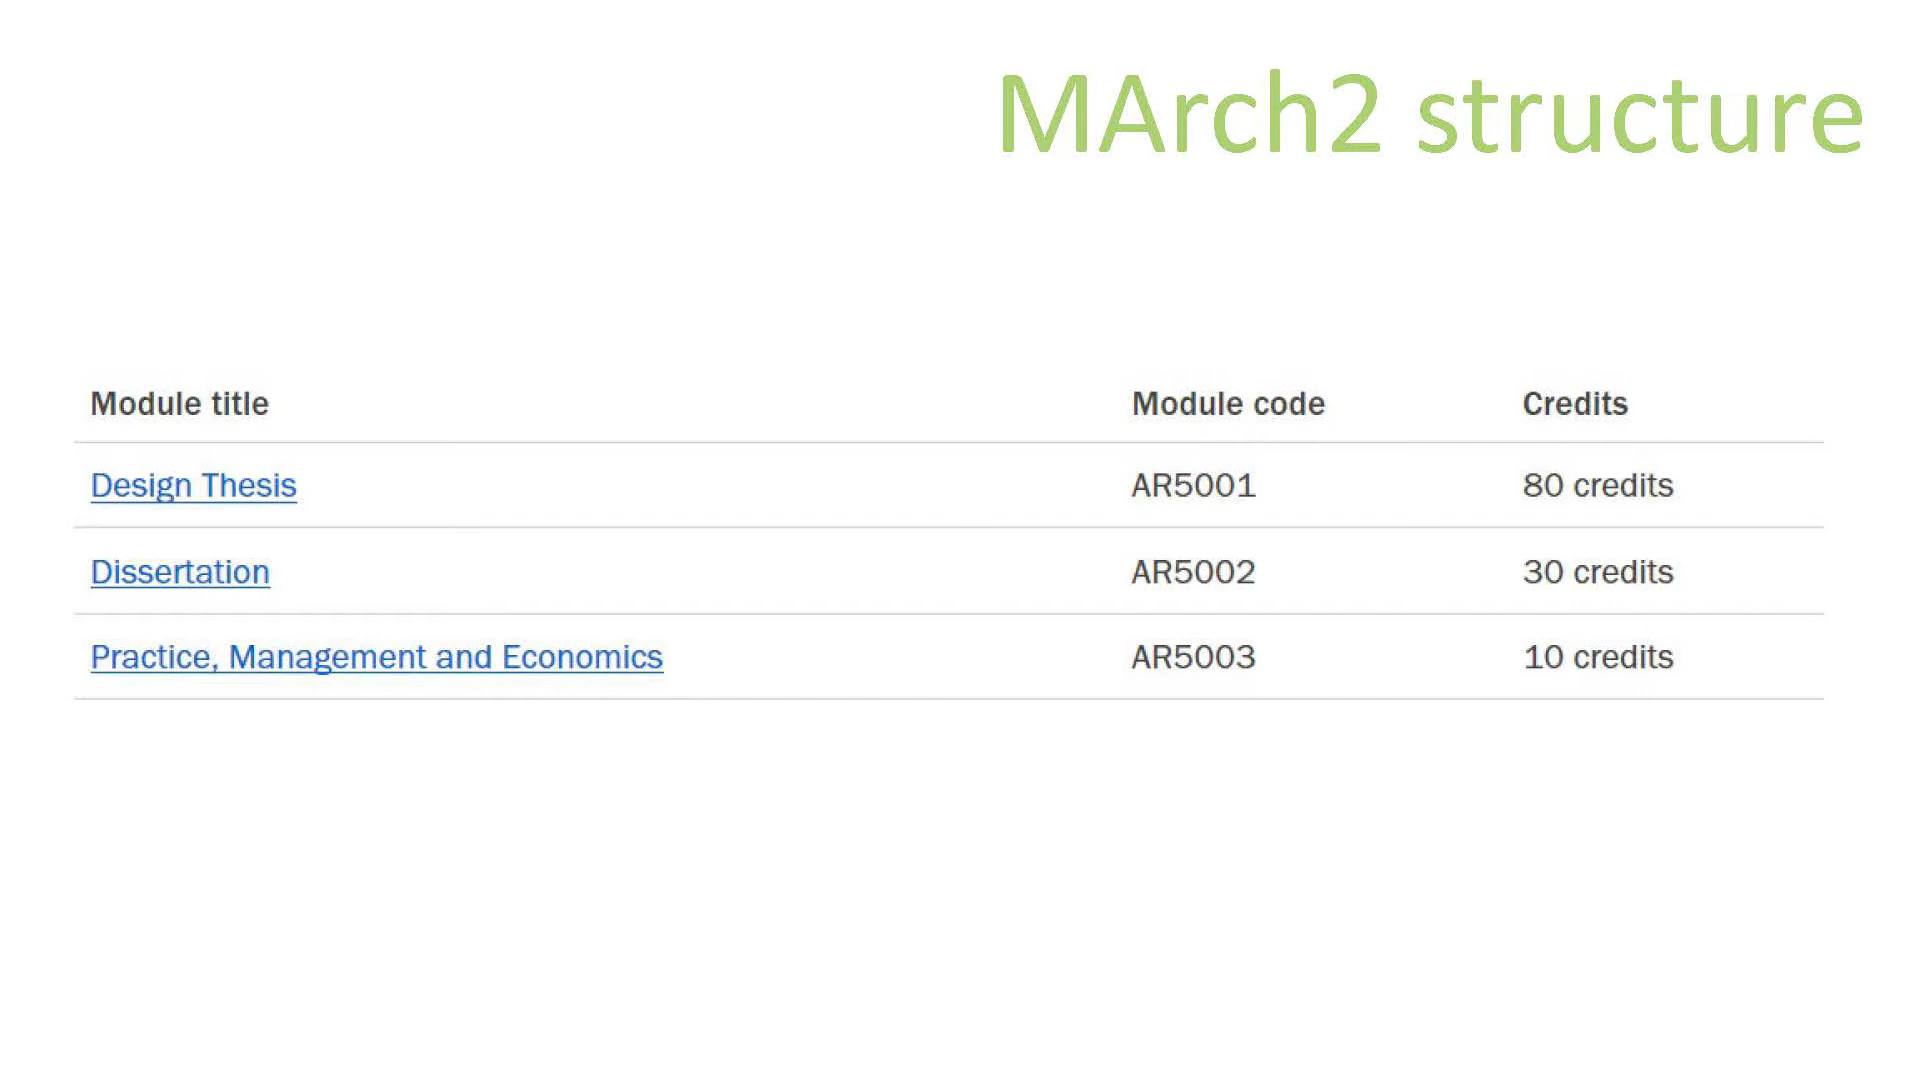 MArch2 structure
Module title Module code Credits
Design Thesis AR5001 80 credits
Dissertation AR5002 30 credits
Practice, Management and Economics AR5003 10 credits